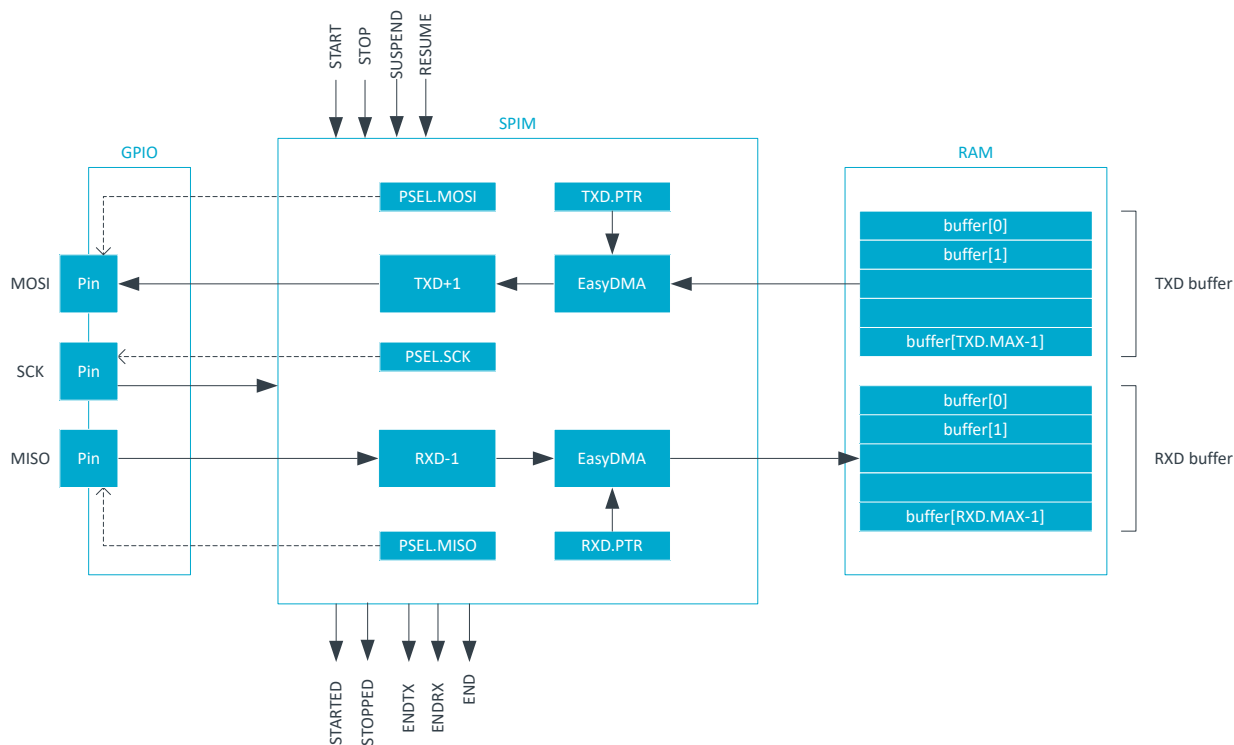 START
STOP
SUSPEND
RESUME
SPIM
GPIO
RAM
PSEL.MOSI
TXD.PTR
buffer[0]
buffer[1]
MOSI
Pin
TXD+1
EasyDMA
TXD buffer
buffer[TXD.MAX-1]
PSEL.SCK
SCK
Pin
buffer[0]
buffer[1]
MISO
Pin
RXD-1
EasyDMA
RXD buffer
buffer[RXD.MAX-1]
PSEL.MISO
RXD.PTR
STARTED
STOPPED
ENDTX
ENDRX
END